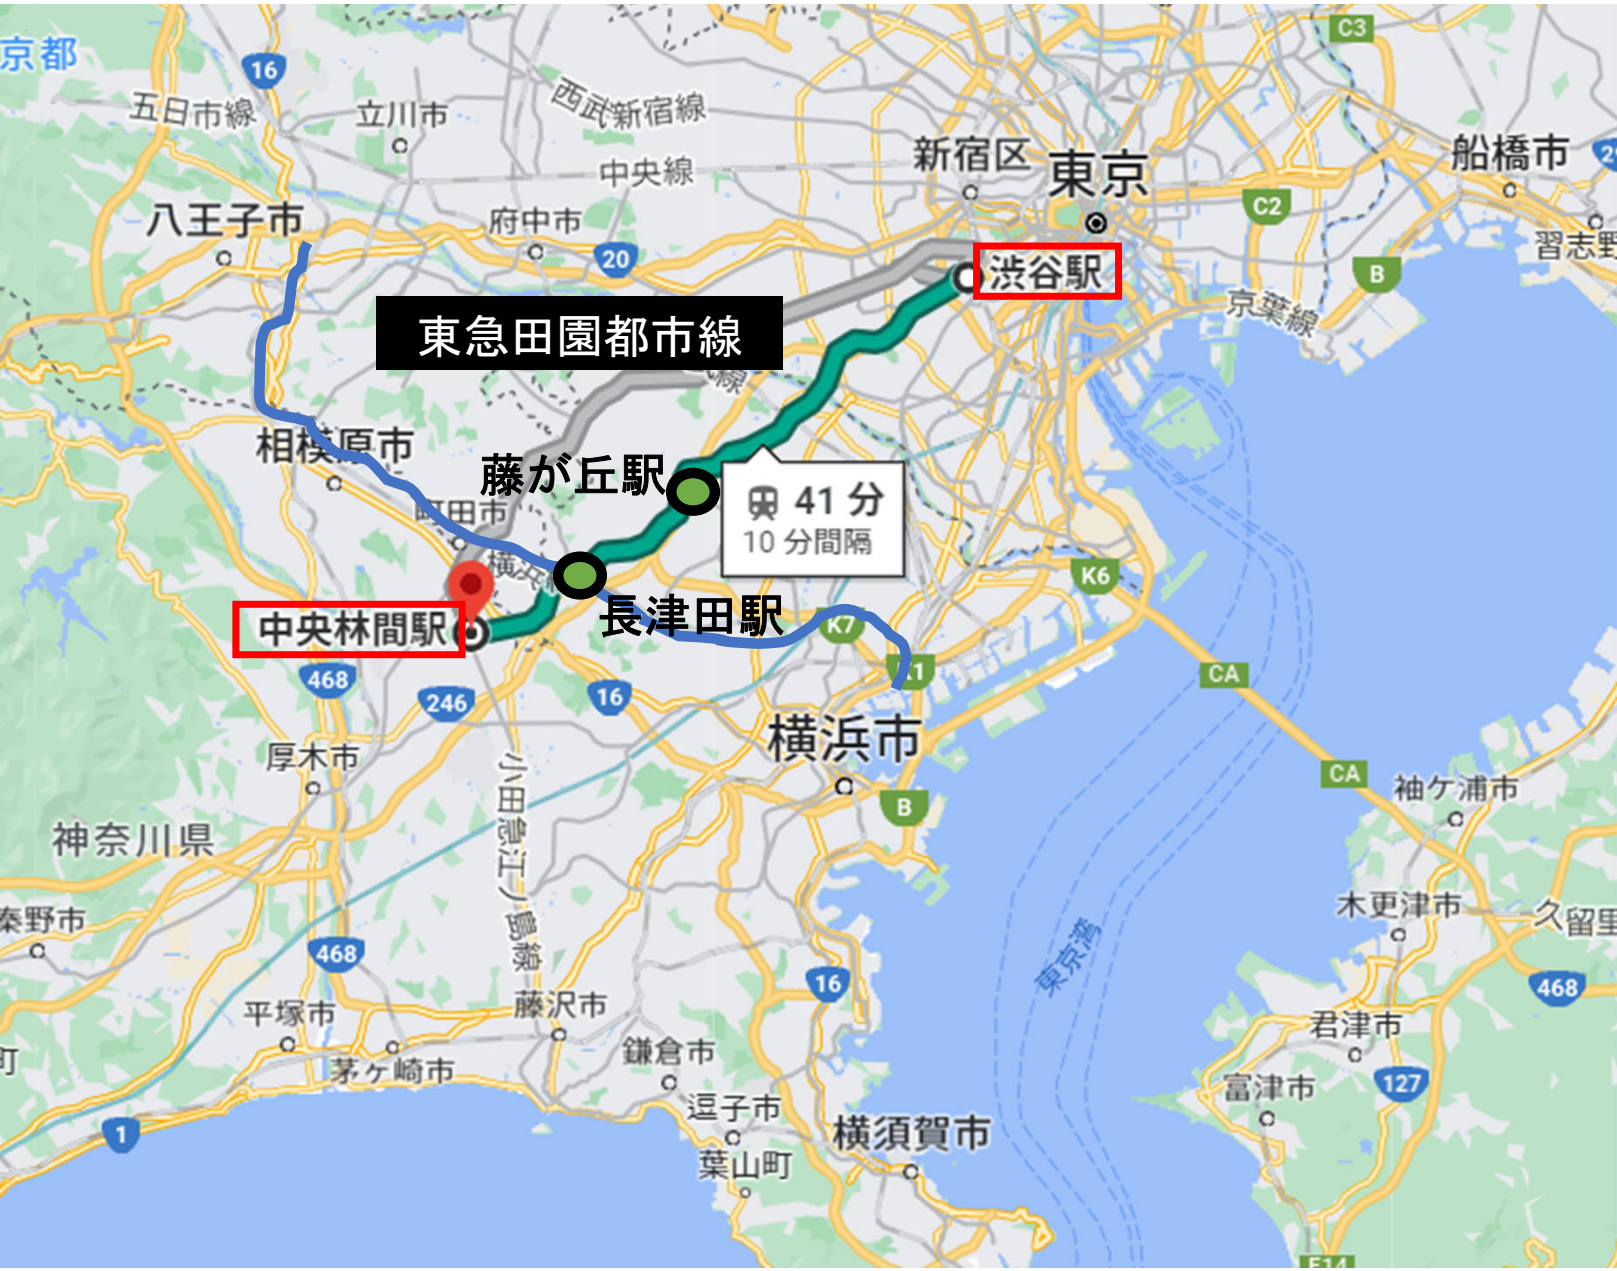 C3
京都
16
五日市線
立川市
西武新宿線
中央線
新宿区
東京
船橋市
八王子市
府中市
20
C2
習志野
B
渋谷駅
京葉線
東急田園都市線
線
相模原市
藤が丘駅
41 分
10 分間隔
町田市
横浜
K6
長津田駅
K7
中央林間駅
468
246
16
CA
横浜市
厚木市
CA
袖ケ浦市
B
小田急江ノ島線
神奈川県
秦野市
木更津市
久留里
468
東京湾
16
468
平塚市
藤沢市
君津市
町
茅ヶ崎市
鎌倉市
富津市
127
逗子市
1
横須賀市
葉山町
E14